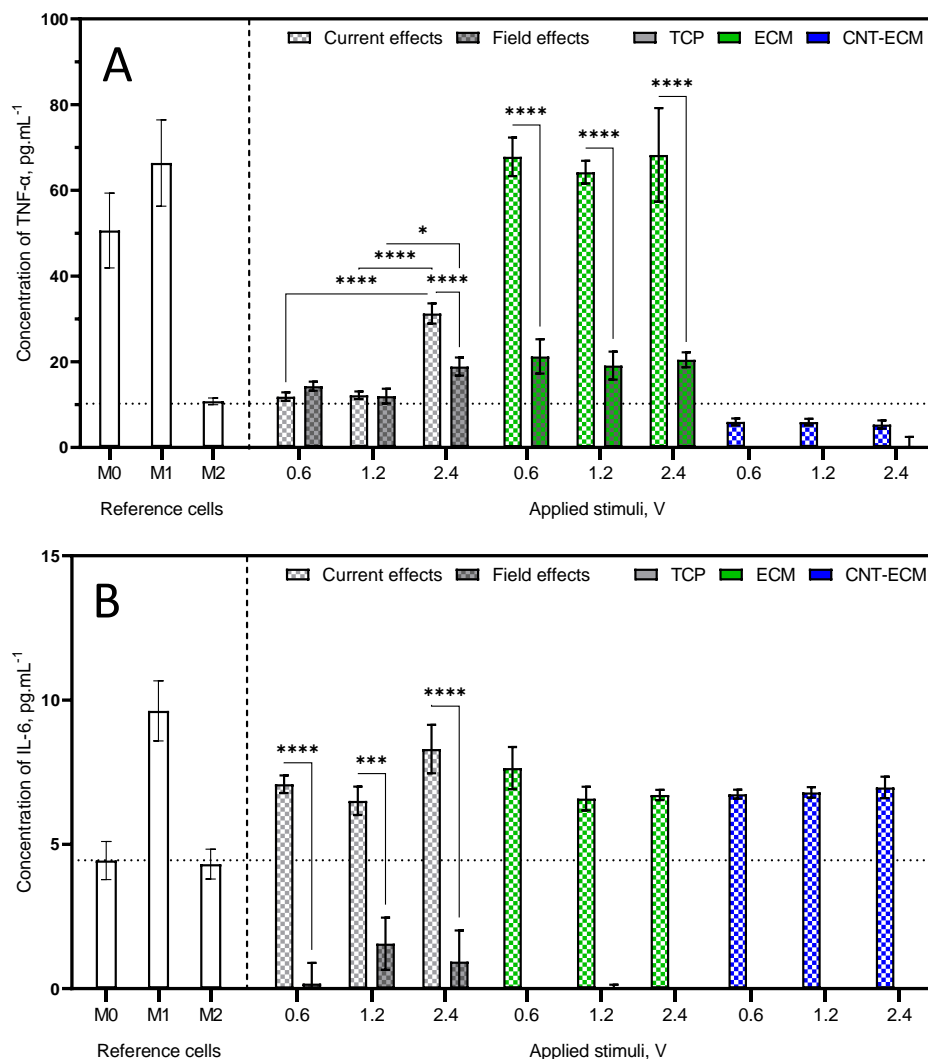 A
Current effects Field effects TCP ECM CNT-ECM
Concentration of TNF-α, pg.mL-1
100
80
60
40
20
0
**** **** ****
* **** **** ****
M0 M1 M2 0.6 1.2 2.4 0.6 1.2 2.4 0.6 1.2 2.4
Reference cells Applied stimuli, V
B
Current effects Field effects TCP ECM CNT-ECM
Concentration of IL-6, pg.mL-1
15
10
5
0
**** *** ****
M0 M1 M2 0.6 1.2 2.4 0.6 1.2 2.4 0.6 1.2 2.4
Reference cells Applied stimuli, V